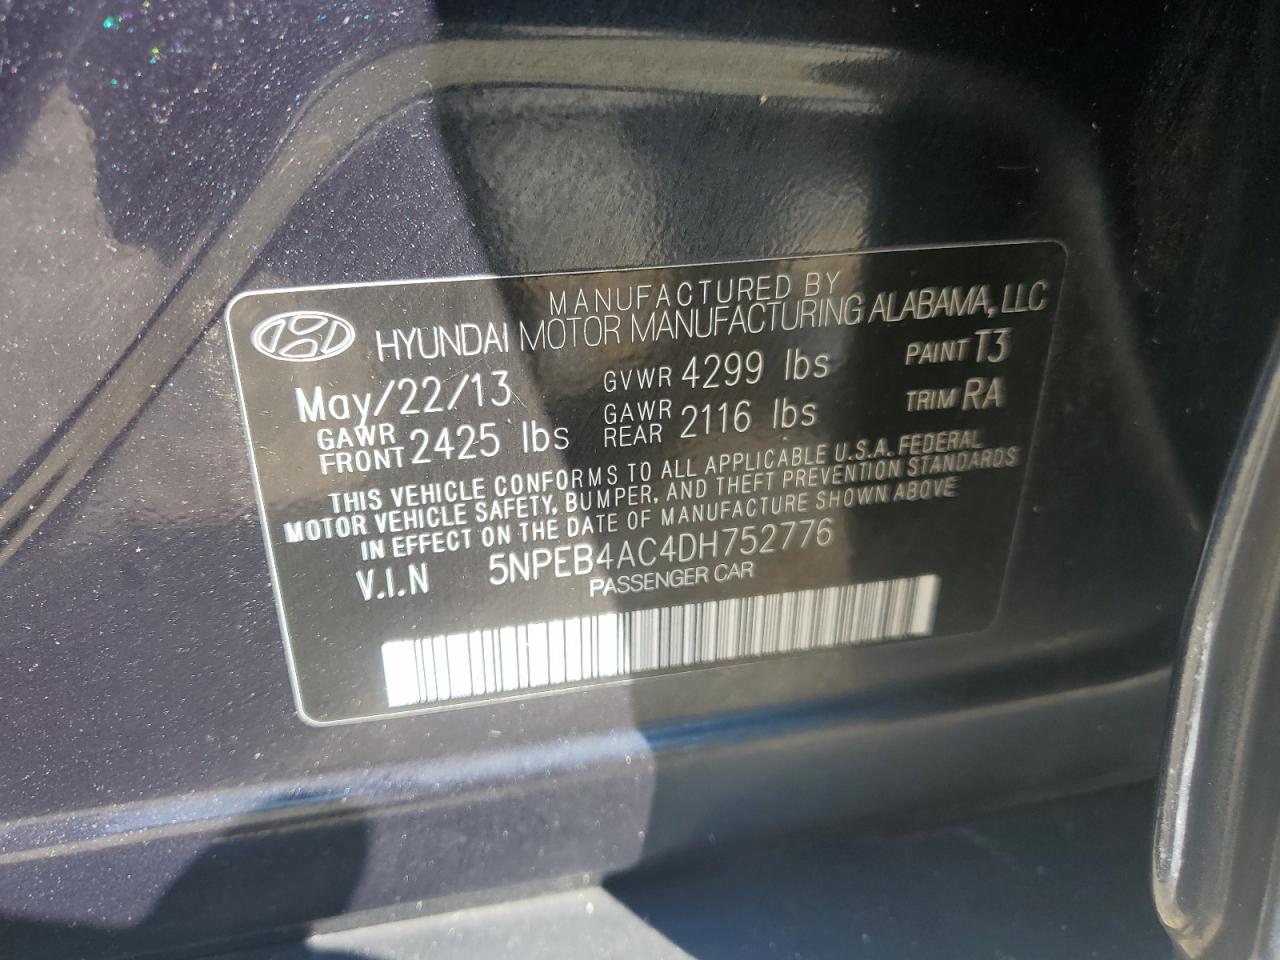 MANUFACTURED BY
HYUNDAI MOTOR MANUFACTURING ALABAMA, LLC
May/22/13 GVWR 4299 lbs PAINT T3
GAWR FRONT 2425 lbs GAWR REAR 2116 lbs TRIM RA
THIS VEHICLE CONFORMS TO ALL APPLICABLE U.S.A. FEDERAL
MOTOR VEHICLE SAFETY, BUMPER, AND THEFT PREVENTION STANDARDS
IN EFFECT ON THE DATE OF MANUFACTURE SHOWN ABOVE
V.I.N 5NPEB4AC4DH752776
PASSENGER CAR